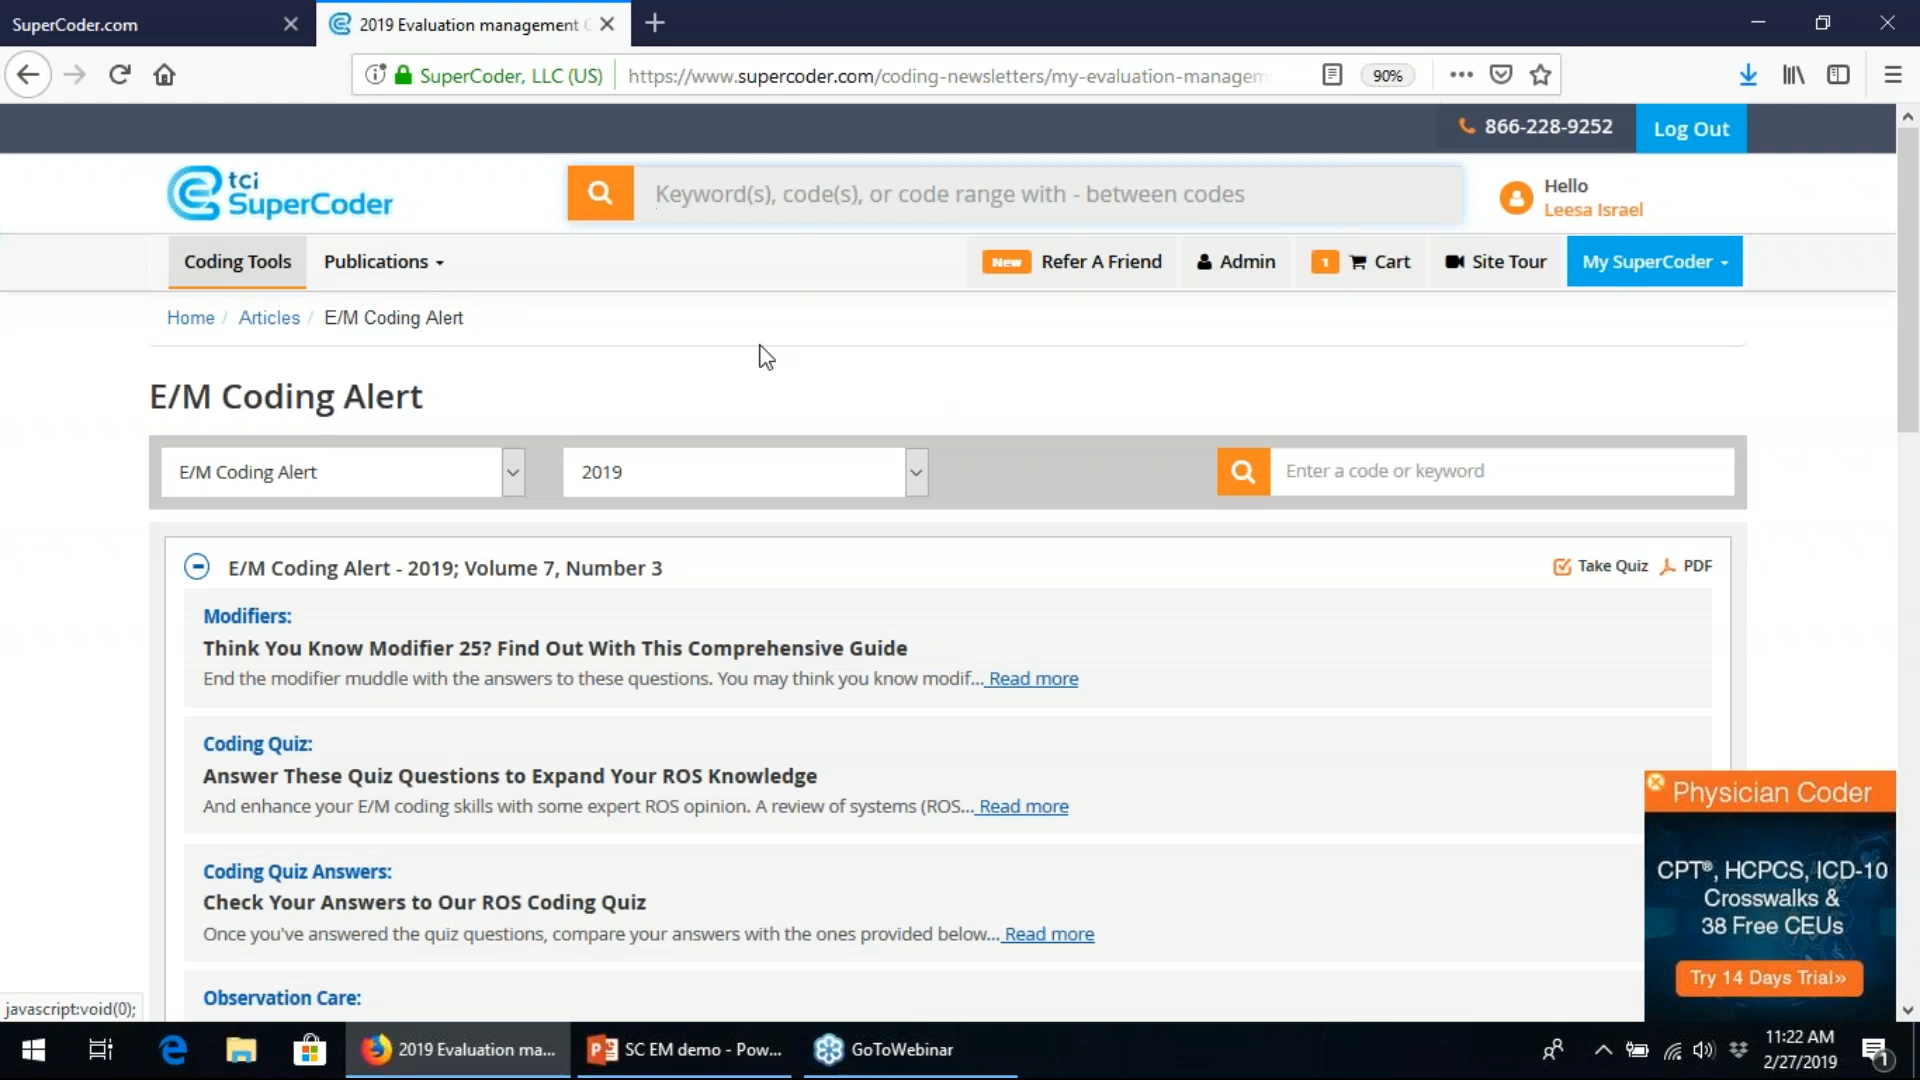 SuperCoder.com
2019 Evaluation management C
SuperCoder, LLC (US)
https://www.supercoder.com/coding-newsletters/my-evaluation-managem
90%
866-228-9252
Log Out
tci
SuperCoder
Keyword(s), code(s), or code range with - between codes
Hello
Leesa Israel
Coding Tools
Publications
New Refer A Friend
Admin
1 Cart
Site Tour
My SuperCoder
Home / Articles / E/M Coding Alert
E/M Coding Alert
E/M Coding Alert
2019
Enter a code or keyword
E/M Coding Alert - 2019; Volume 7, Number 3
Take Quiz
PDF
Modifiers:
Think You Know Modifier 25? Find Out With This Comprehensive Guide
End the modifier muddle with the answers to these questions. You may think you know modif... Read more
Coding Quiz:
Answer These Quiz Questions to Expand Your ROS Knowledge
And enhance your E/M coding skills with some expert ROS opinion. A review of systems (ROS... Read more
Coding Quiz Answers:
Check Your Answers to Our ROS Coding Quiz
Once you've answered the quiz questions, compare your answers with the ones provided below... Read more
Observation Care:
Physician Coder
CPT®, HCPCS, ICD-10
Crosswalks &
38 Free CEUs
Try 14 Days Trial»
javascript:void(0);
2019 Evaluation ma...
SC EM demo - Pow...
GoToWebinar
11:22 AM
2/27/2019
1